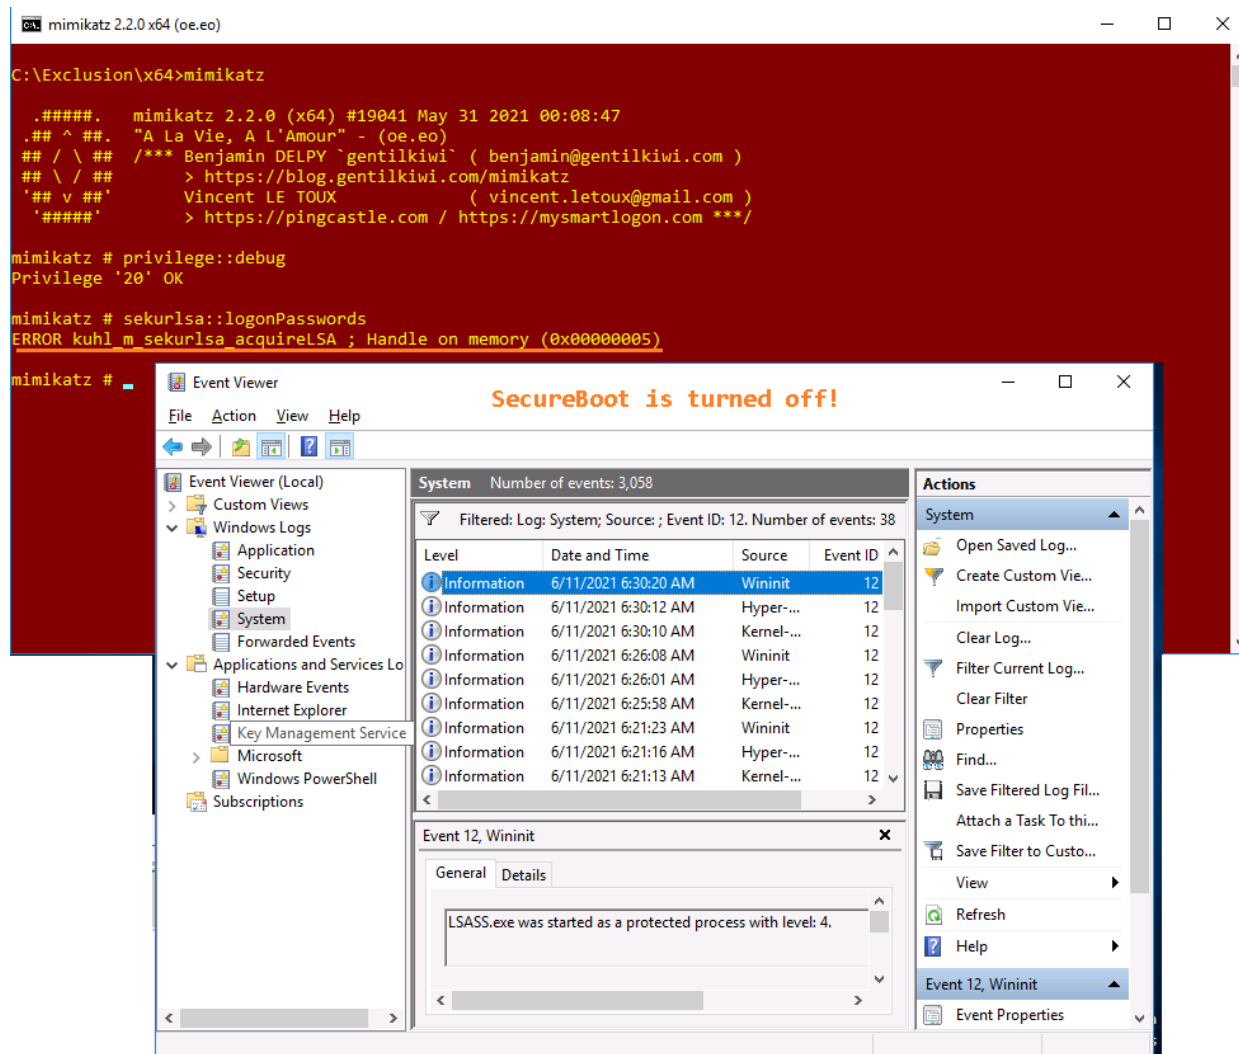 mimikatz 2.2.0 x64 (oe.eo)
C:\Exclusion\x64>mimikatz
.#####.   mimikatz 2.2.0 (x64) #19041 May 31 2021 00:08:47
.## ^ ##.  "A La Vie, A L'Amour" - (oe.eo)
## / \ ##  /*** Benjamin DELPY `gentilkiwi` ( benjamin@gentilkiwi.com )
## \ / ##       > https://blog.gentilkiwi.com/mimikatz
'## v ##'       Vincent LE TOUX             ( vincent.letoux@gmail.com )
'#####'        > https://pingcastle.com / https://mysmartlogon.com ***/
mimikatz # privilege::debug
Privilege '20' OK
mimikatz # sekurlsa::logonPasswords
ERROR kuhl_m_sekurlsa_acquireLSA ; Handle on memory (0x00000005)
mimikatz #
Event Viewer
SecureBoot is turned off!
File Action View Help
Event Viewer (Local)
Custom Views
Windows Logs
Application
Security
Setup
System
Forwarded Events
Applications and Services Lo
Hardware Events
Internet Explorer
Key Management Service
Microsoft
Windows PowerShell
Subscriptions
System Number of events: 3,058
Filtered: Log: System; Source: ; Event ID: 12. Number of events: 38
Level Date and Time Source Event ID
Information 6/11/2021 6:30:20 AM Wininit 12
Information 6/11/2021 6:30:12 AM Hyper-... 12
Information 6/11/2021 6:30:10 AM Kernel-... 12
Information 6/11/2021 6:26:08 AM Wininit 12
Information 6/11/2021 6:26:01 AM Hyper-... 12
Information 6/11/2021 6:25:58 AM Kernel-... 12
Information 6/11/2021 6:21:23 AM Wininit 12
Information 6/11/2021 6:21:16 AM Hyper-... 12
Information 6/11/2021 6:21:13 AM Kernel-... 12
Event 12, Wininit
General Details
LSASS.exe was started as a protected process with level: 4.
Actions
System
Open Saved Log...
Create Custom Vie...
Import Custom Vie...
Clear Log...
Filter Current Log...
Clear Filter
Properties
Find...
Save Filtered Log Fil...
Attach a Task To thi...
Save Filter to Custo...
View
Refresh
Help
Event 12, Wininit
Event Properties